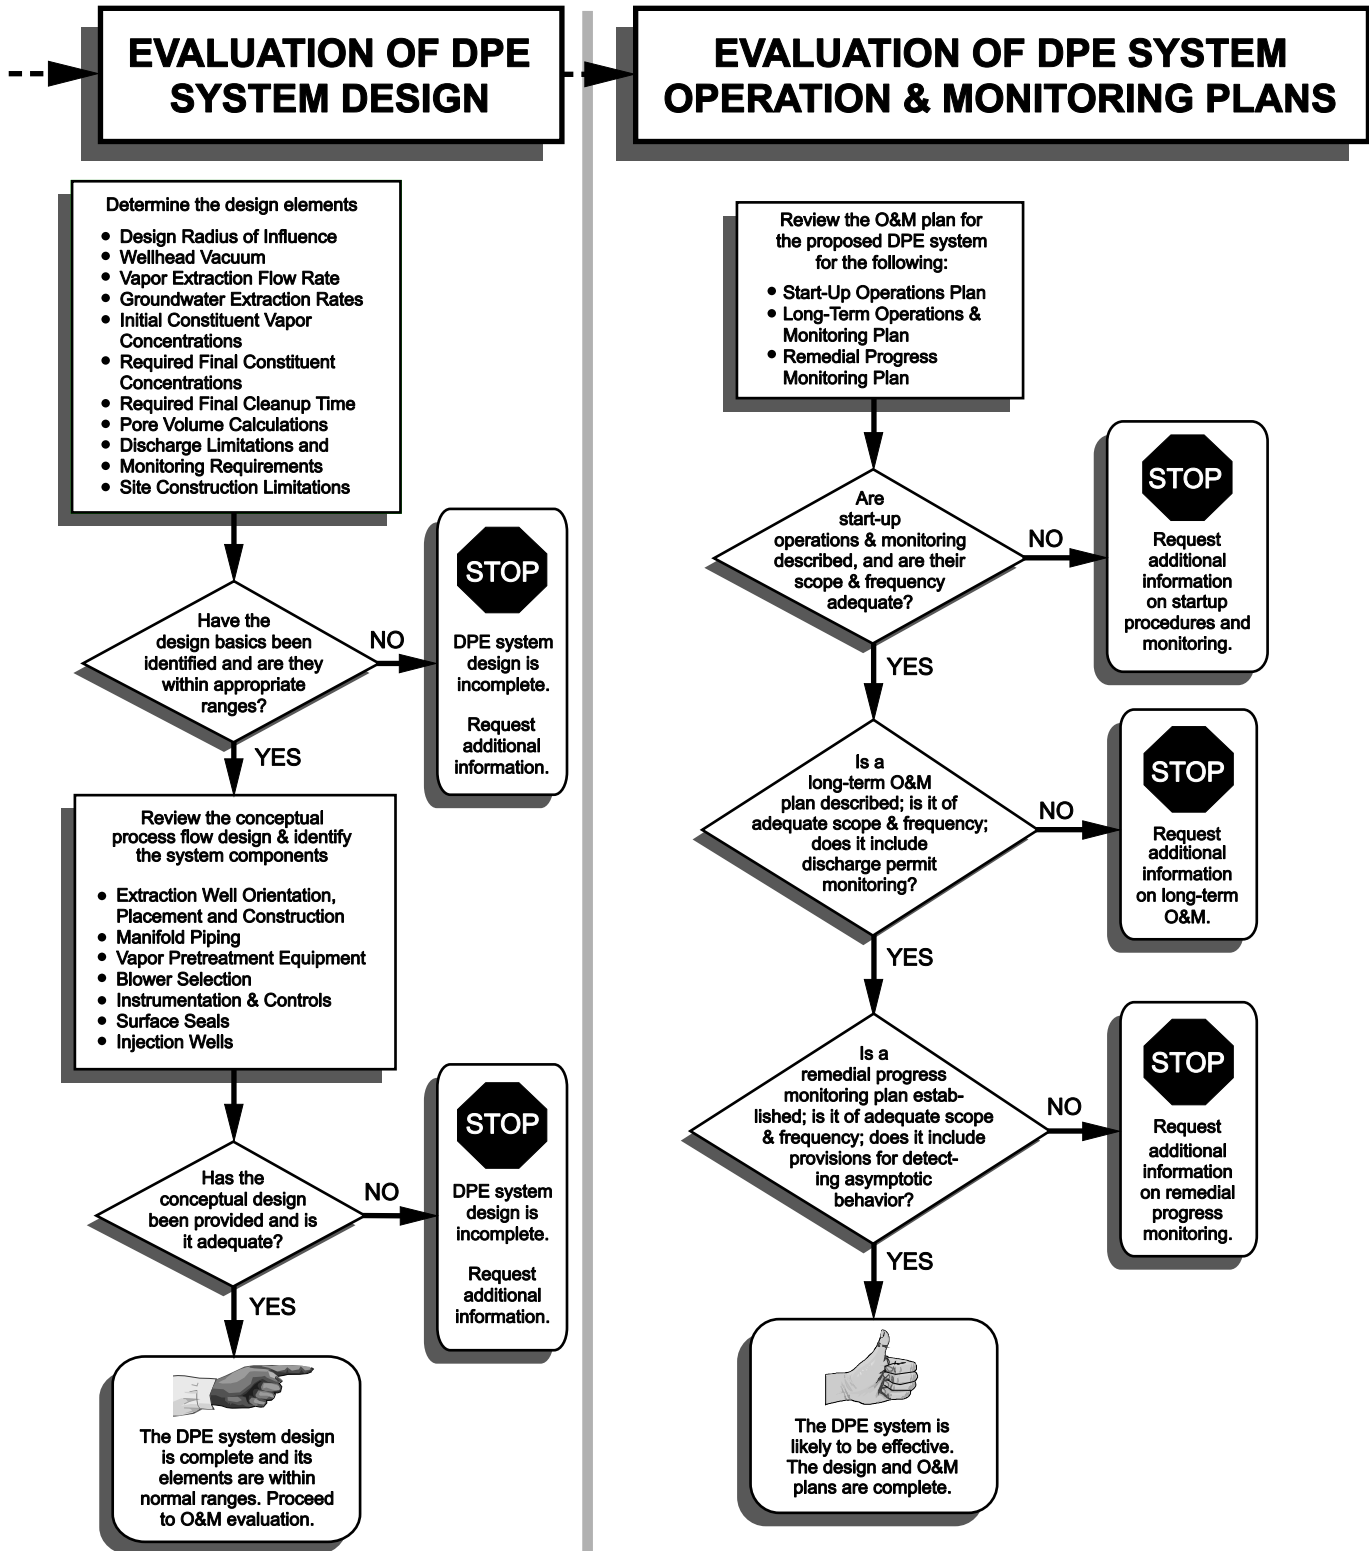 EVALUATION OF DPE
SYSTEM DESIGN
Determine the design elements
• Design Radius of Influence
• Wellhead Vacuum
• Vapor Extraction Flow Rate
• Groundwater Extraction Rates
• Initial Constituent Vapor
Concentrations
• Required Final Constituent
Concentrations
• Required Final Cleanup Time
• Pore Volume Calculations
• Discharge Limitations and
• Monitoring Requirements
• Site Construction Limitations
Have the
design basics been
identified and are they
within appropriate
ranges?
NO
STOP
DPE system
design is
incomplete.
Request
additional
information.
YES
Review the conceptual
process flow design & identify
the system components
• Extraction Well Orientation,
Placement and Construction
• Manifold Piping
• Vapor Pretreatment Equipment
• Blower Selection
• Instrumentation & Controls
• Surface Seals
• Injection Wells
Has the
conceptual design
been provided and is
it adequate?
NO
STOP
DPE system
design is
incomplete.
Request
additional
information.
YES
The DPE system design
is complete and its
elements are within
normal ranges. Proceed
to O&M evaluation.
EVALUATION OF DPE SYSTEM
OPERATION & MONITORING PLANS
Review the O&M plan for
the proposed DPE system
for the following:
• Start-Up Operations Plan
• Long-Term Operations &
Monitoring Plan
• Remedial Progress
Monitoring Plan
Are
start-up
operations & monitoring
described, and are their
scope & frequency
adequate?
NO
STOP
Request
additional
information
on startup
procedures and
monitoring.
YES
Is a
long-term O&M
plan described; is it of
adequate scope & frequency;
does it include
discharge permit
monitoring?
NO
STOP
Request
additional
information
on long-term
O&M.
YES
Is a
remedial progress
monitoring plan estab-
lished; is it of adequate scope
& frequency; does it include
provisions for detect-
ing asymptotic
behavior?
NO
STOP
Request
additional
information
on remedial
progress
monitoring.
YES
The DPE system is
likely to be effective.
The design and O&M
plans are complete.